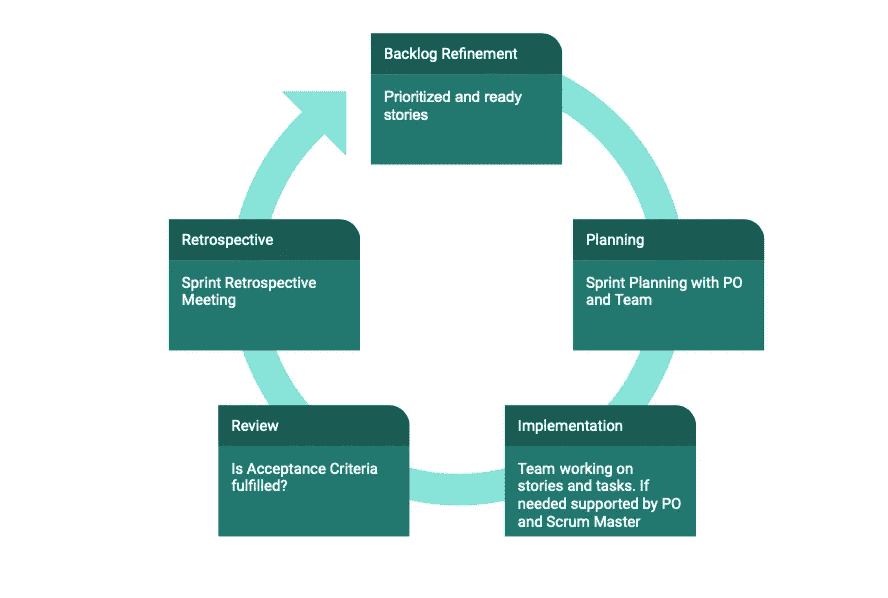 Backlog Refinement
Prioritized and ready
stories
Planning
Sprint Planning with PO
and Team
Implementation
Team working on
stories and tasks. If
needed supported by PO
and Scrum Master
Review
Is Acceptance Criteria
fulfilled?
Retrospective
Sprint Retrospective
Meeting